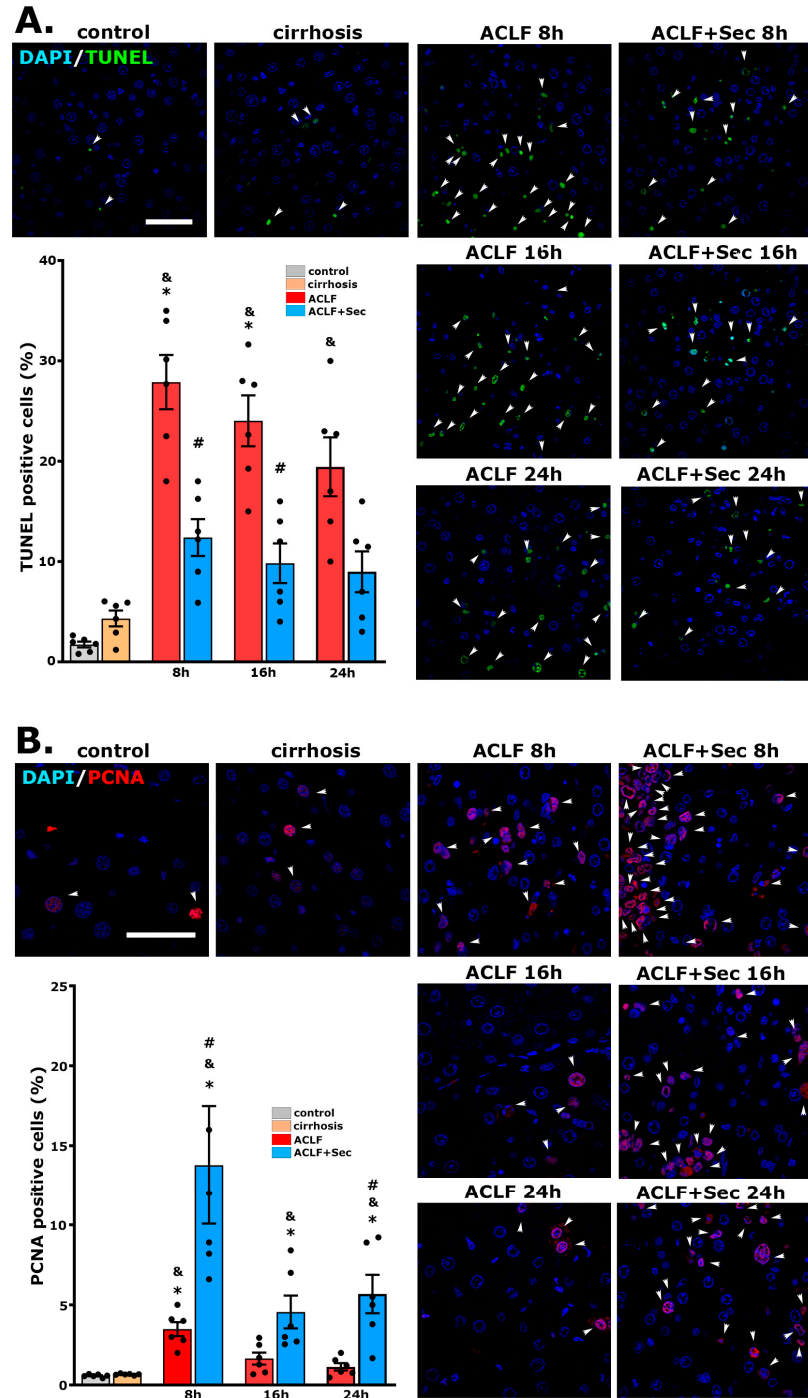 A.
control
cirrhosis
ACLF 8h
ACLF+Sec 8h
DAPI/TUNEL
ACLF 16h
ACLF+Sec 16h
ACLF 24h
ACLF+Sec 24h
TUNEL positive cells (%)
40
30
20
10
0
& *
#
& *
#
&
control
cirrhosis
ACLF
ACLF+Sec
8h
16h
24h
B.
control
cirrhosis
ACLF 8h
ACLF+Sec 8h
DAPI/PCNA
ACLF 16h
ACLF+Sec 16h
ACLF 24h
ACLF+Sec 24h
PCNA positive cells (%)
25
20
15
10
5
0
& *
# & *
& *
# & *
control
cirrhosis
ACLF
ACLF+Sec
8h
16h
24h